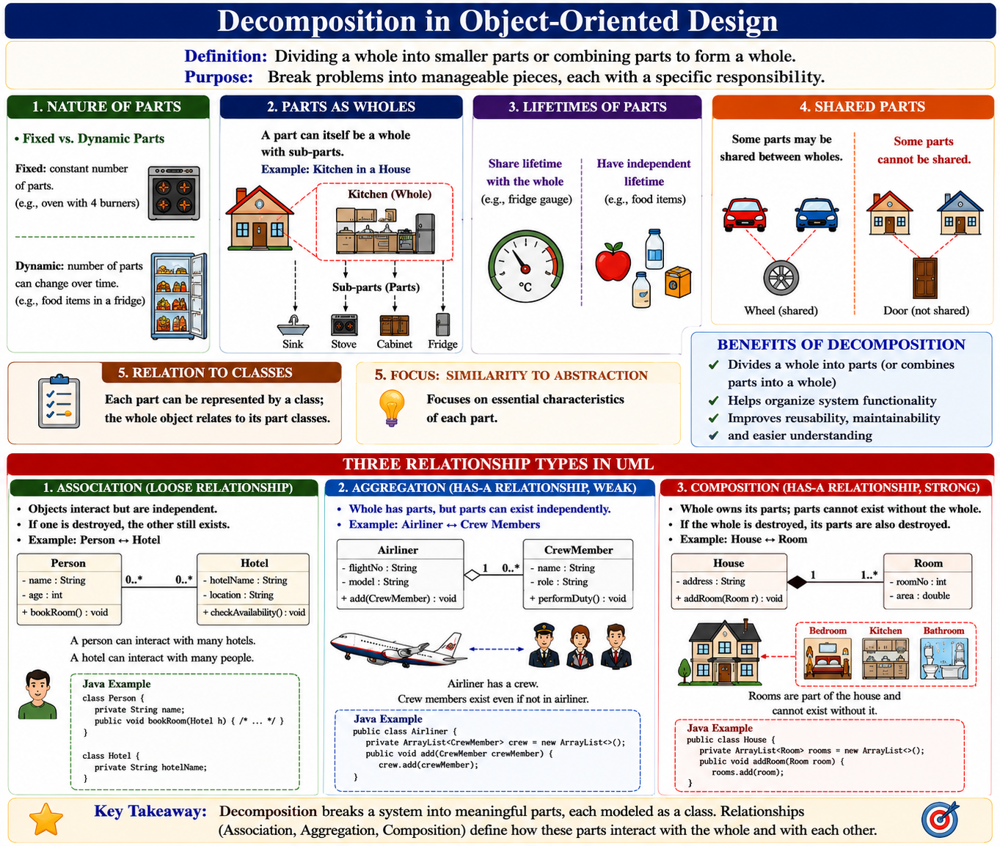 Decomposition in Object-Oriented Design
Definition: Dividing a whole into smaller parts or combining parts to form a whole.
Purpose: Break problems into manageable pieces, each with a specific responsibility.
1. NATURE OF PARTS
• Fixed vs. Dynamic Parts
Fixed: constant number
of parts.
(e.g., oven with 4 burners)
Dynamic: number of parts
can change over time.
(e.g., food items in a fridge)
2. PARTS AS WHOLES
A part can itself be a whole
with sub-parts.
Example: Kitchen in a House
Kitchen (Whole)
Sub-parts (Parts)
Sink
Stove
Cabinet
Fridge
3. LIFETIMES OF PARTS
Share lifetime
with the whole
(e.g., fridge gauge)
°C
Have independent
lifetime
(e.g., food items)
4. SHARED PARTS
Some parts may be
shared between wholes.
Wheel (shared)
Some parts
cannot be shared.
Door (not shared)
5. RELATION TO CLASSES
Each part can be represented by a class;
the whole object relates to its part classes.
5. FOCUS: SIMILARITY TO ABSTRACTION
Focuses on essential characteristics
of each part.
BENEFITS OF DECOMPOSITION
✔ Divides a whole into parts (or combines
parts into a whole)
✔ Helps organize system functionality
✔ Improves reusability, maintainability
✔ and easier understanding
THREE RELATIONSHIP TYPES IN UML
1. ASSOCIATION (LOOSE RELATIONSHIP)
• Objects interact but are independent.
• If one is destroyed, the other still exists.
• Example: Person ↔ Hotel
Person
- name : String
- age : int
+ bookRoom() : void
0..*
0..*
Hotel
- hotelName : String
- location : String
+ checkAvailability() : void
A person can interact with many hotels.
A hotel can interact with many people.
Java Example
class Person {
private String name;
public void bookRoom(Hotel h) { /* ... */ }
}
class Hotel {
private String hotelName;
}
2. AGGREGATION (HAS-A RELATIONSHIP, WEAK)
• Whole has parts, but parts can exist independently.
• Example: Airliner ↔ Crew Members
Airliner
- flightNo : String
- model : String
+ add(CrewMember) : void
1
0..*
CrewMember
- name : String
- role : String
+ performDuty() : void
Airliner has a crew.
Crew members exist even if not in airliner.
Java Example
public class Airliner {
private ArrayList<CrewMember> crew = new ArrayList<>();
public void add(CrewMember crewMember) {
crew.add(crewMember);
}
3. COMPOSITION (HAS-A RELATIONSHIP, STRONG)
• Whole owns its parts; parts cannot exist without the whole.
• If the whole is destroyed, its parts are also destroyed.
• Example: House ↔ Room
House
- address : String
+ addRoom(Room r) : void
1
1..*
Room
- roomNo : int
- area : double
Bedroom
Kitchen
Bathroom
Rooms are part of the house and
cannot exist without it.
Java Example
public class House {
private ArrayList<Room> rooms = new ArrayList<>();
public void addRoom(Room room) {
rooms.add(room);
}
Key Takeaway: Decomposition breaks a system into meaningful parts, each modeled as a class. Relationships
(Association, Aggregation, Composition) define how these parts interact with the whole and with each other.